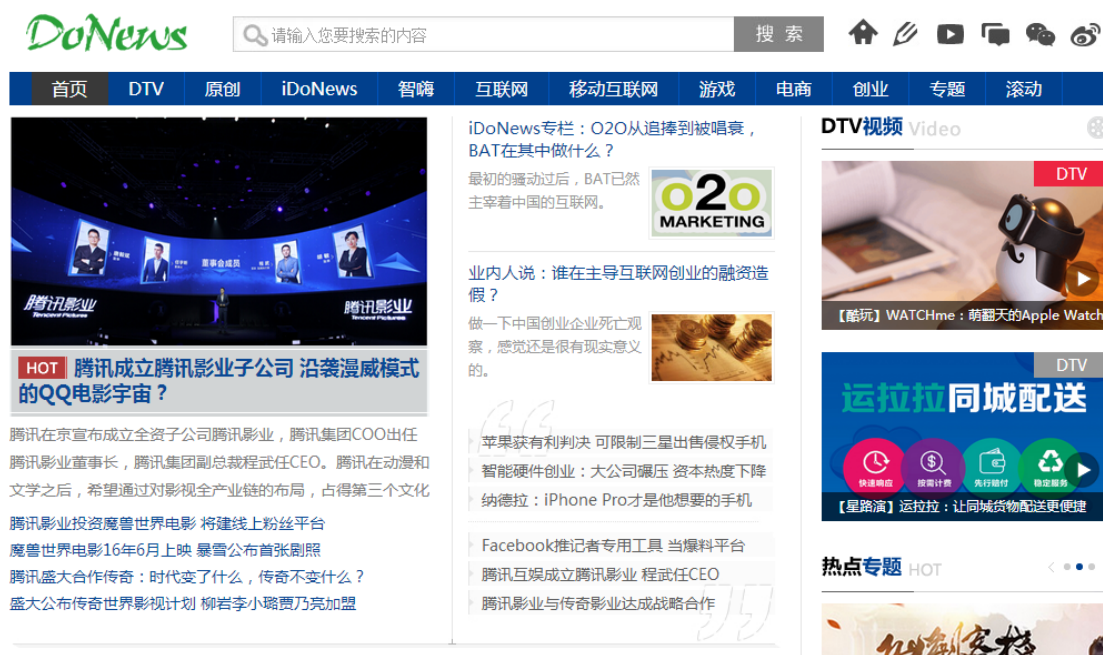 DoNews
请输入您要搜索的内容
搜 索
首页 DTV 原创 iDoNews 智嗨 互联网 移动互联网 游戏 电商 创业 专题 滚动
董事会成员
腾讯影业
Tencent Pictures
腾讯影业
Tencent Pictures
HOT 腾讯成立腾讯影业子公司 沿袭漫威模式
的QQ电影宇宙？
腾讯在京宣布成立全资子公司腾讯影业，腾讯集团COO出任
腾讯影业董事长，腾讯集团副总裁程武任CEO。腾讯在动漫和
文学之后，希望通过对影视全产业链的布局，占得第三个文化
腾讯影业投资魔兽世界电影 将建线上粉丝平台
魔兽世界电影16年6月上映 暴雪公布首张剧照
腾讯盛大合作传奇：时代变了什么，传奇不变什么？
盛大公布传奇世界影视计划 柳岩李小璐贾乃亮加盟
iDoNews专栏：O2O从追捧到被唱衰，
BAT在其中做什么？
最初的骚动过后，BAT已然
主宰着中国的互联网。
o2o
MARKETING
业内人说：谁在主导互联网创业的融资造
假？
做一下中国创业企业死亡观
察，感觉还是很有现实意义
的。
苹果获有利判决 可限制三星出售侵权手机
智能硬件创业：大公司碾压 资本热度下降
纳德拉：iPhone Pro才是他想要的手机
Facebook推记者专用工具 当爆料平台
腾讯互娱成立腾讯影业 程武任CEO
腾讯影业与传奇影业达成战略合作
DTV视频 Video
DTV
【酷玩】WATCHme：萌翻天的Apple Watch
DTV
运拉拉同城配送
快速响应 按需计费 先行赔付 稳定服务
【星路演】运拉拉：让同城货物配送更便捷
热点专题 HOT